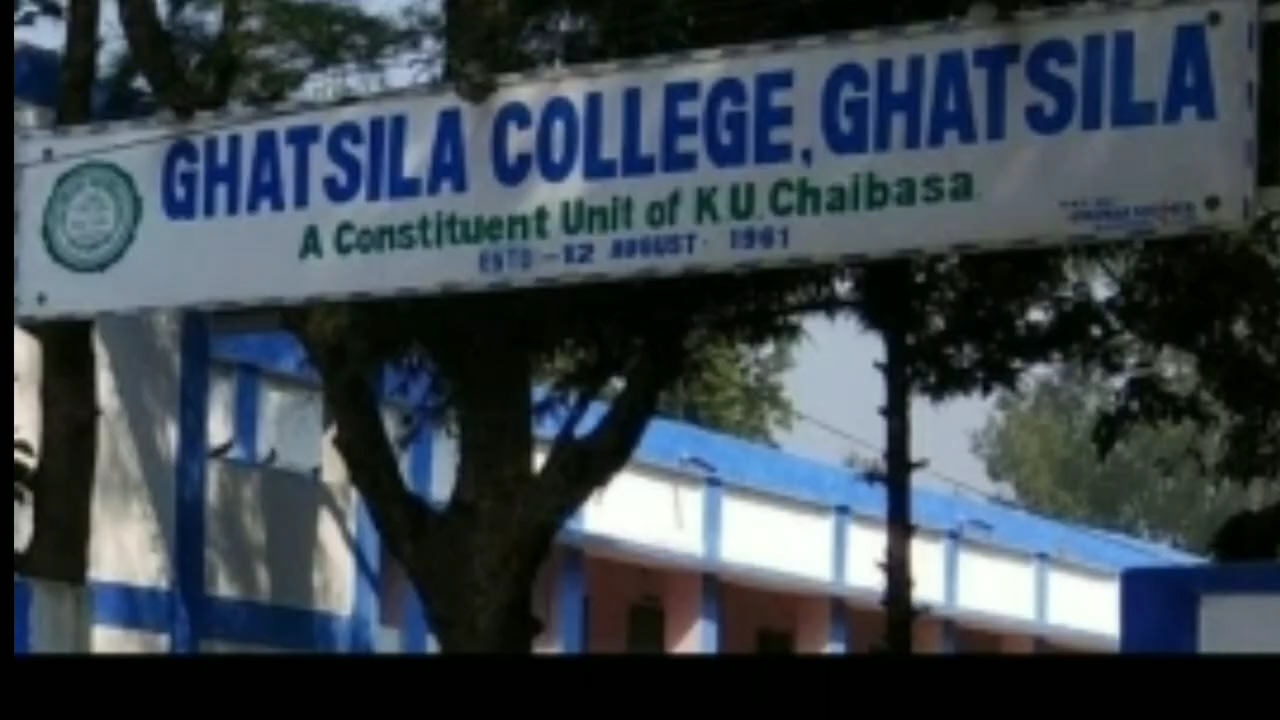 GHATSILA COLLEGE, GHATSILA
A Constituent Unit of K.U. Chaibasa
ESTD :- 12 AUGUST 1961